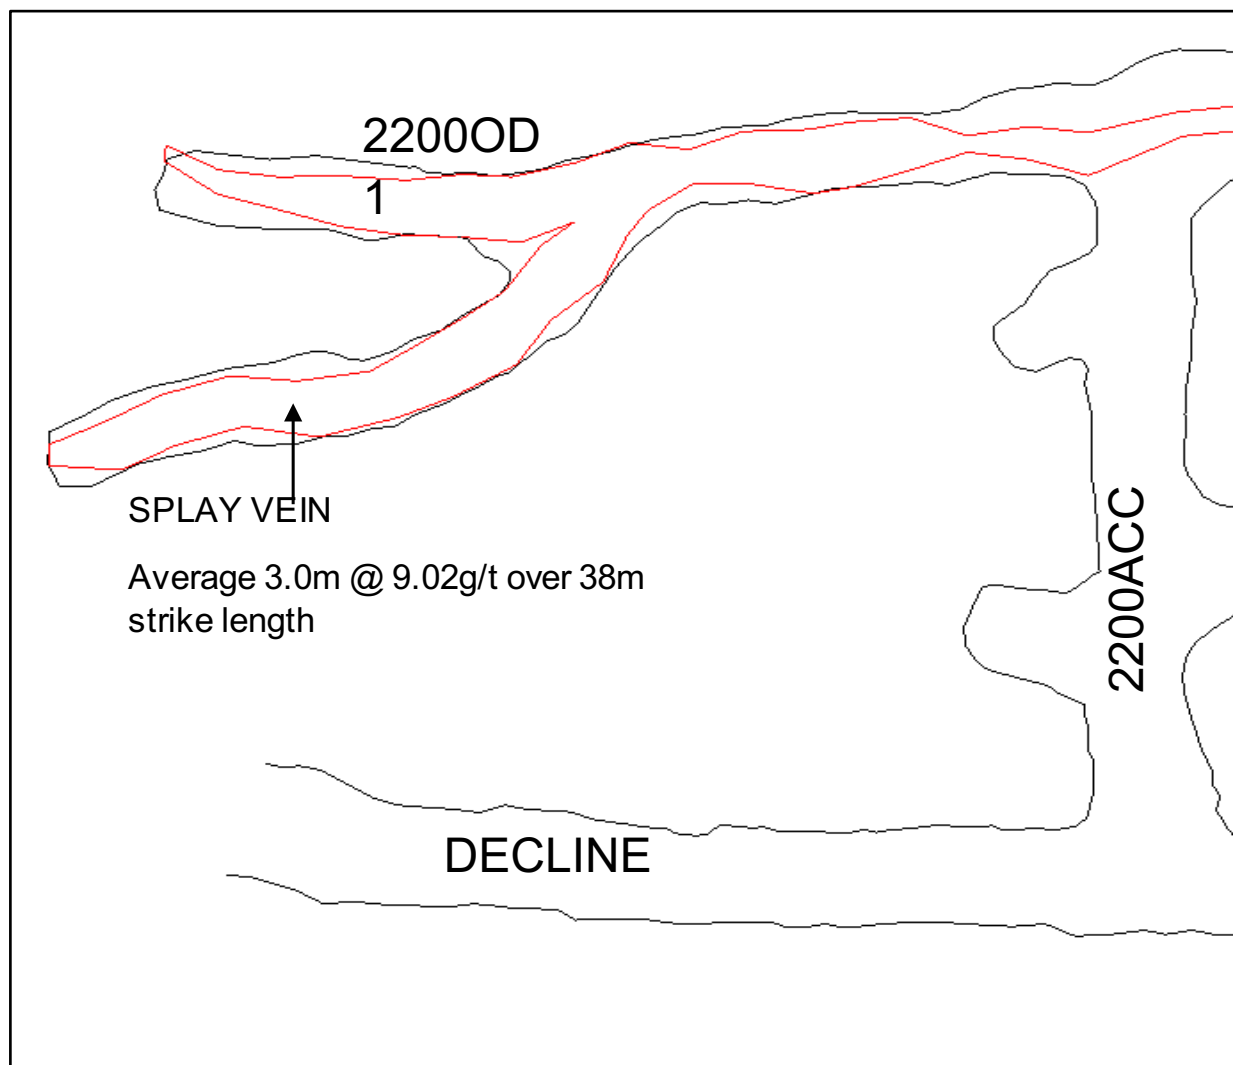 2200OD
1
SPLAY VEIN
Average 3.0m @ 9.02g/t over 38m
strike length
2200ACC
DECLINE